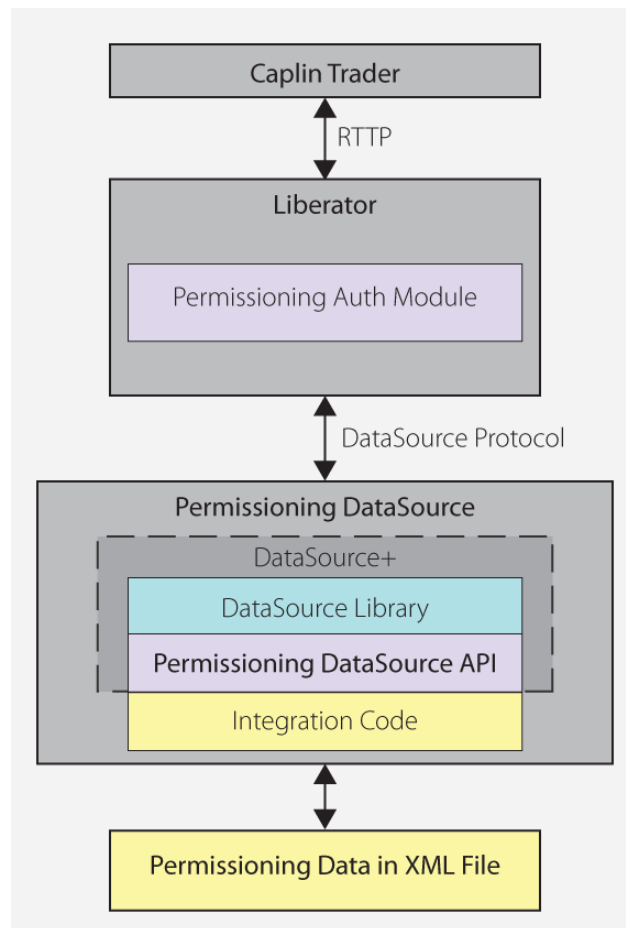 Caplin Trader
RTTP
Liberator
Permissioning Auth Module
DataSource Protocol
Permissioning DataSource
DataSource+
DataSource Library
Permissioning DataSource API
Integration Code
Permissioning Data in XML File